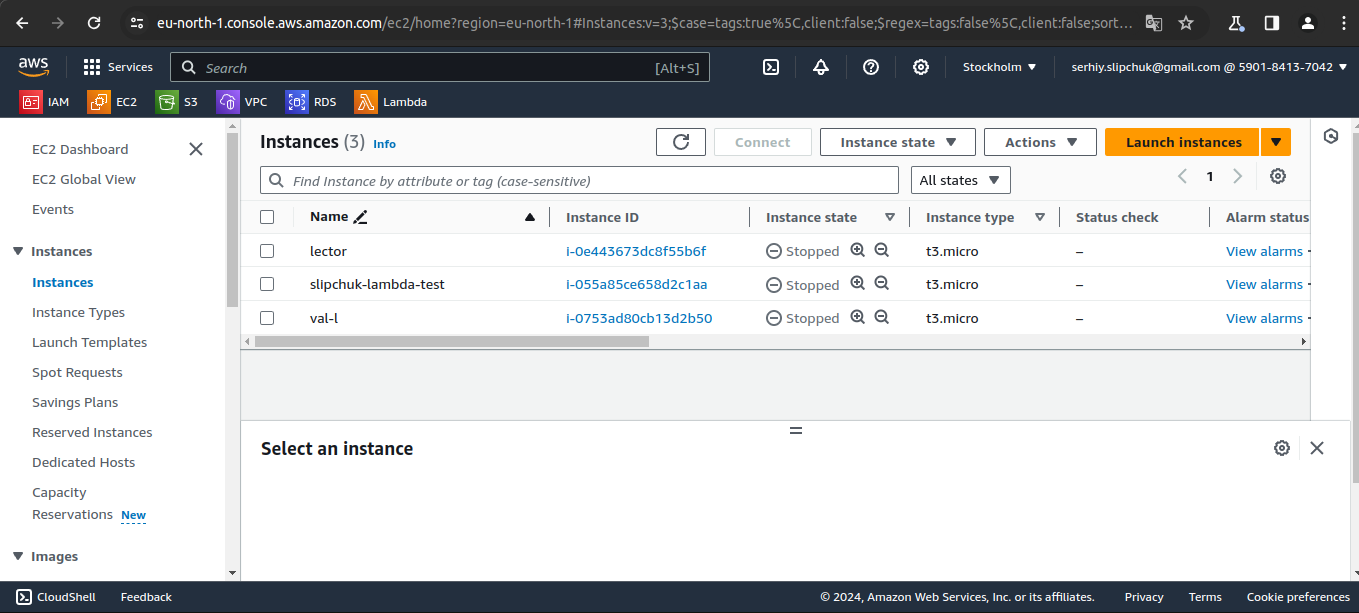 eu-north-1.console.aws.amazon.com/ec2/home?region=eu-north-1#Instances:v=3;$case=tags:true%5C,client:false;$regex=tags:false%5C,client:false;sort...
aws Services Search [Alt+S] Stockholm serhiy.slipchuk@gmail.com @ 5901-8413-7042
IAM EC2 S3 VPC RDS Lambda
EC2 Dashboard
EC2 Global View
Events
Instances
Instances
Instance Types
Launch Templates
Spot Requests
Savings Plans
Reserved Instances
Dedicated Hosts
Capacity
Reservations New
Images
Instances (3) Info Connect Instance state Actions Launch instances
Find Instance by attribute or tag (case-sensitive) All states 1
Name Instance ID Instance state Instance type Status check Alarm status
lector i-0e443673dc8f55b6f Stopped t3.micro – View alarms
slipchuk-lambda-test i-055a85ce658d2c1aa Stopped t3.micro – View alarms
val-l i-0753ad80cb13d2b50 Stopped t3.micro – View alarms
Select an instance
CloudShell Feedback © 2024, Amazon Web Services, Inc. or its affiliates. Privacy Terms Cookie preferences